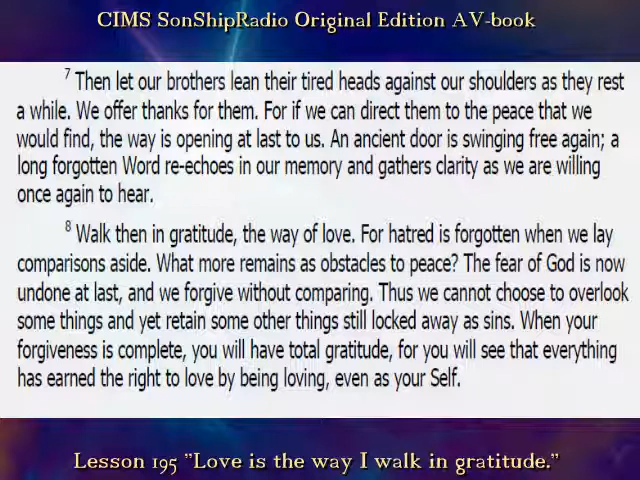 CIMS SonShipRadio Original Edition AV-book
7 Then let our brothers lean their tired heads against our shoulders as they rest
a while. We offer thanks for them. For if we can direct them to the peace that we
would find, the way is opening at last to us. An ancient door is swinging free again; a
long forgotten Word re-echoes in our memory and gathers clarity as we are willing
once again to hear.
8 Walk then in gratitude, the way of love. For hatred is forgotten when we lay
comparisons aside. What more remains as obstacles to peace? The fear of God is now
undone at last, and we forgive without comparing. Thus we cannot choose to overlook
some things and yet retain some other things still locked away as sins. When your
forgiveness is complete, you will have total gratitude, for you will see that everything
has earned the right to love by being loving, even as your Self.
Lesson 195 "Love is the way I walk in gratitude."